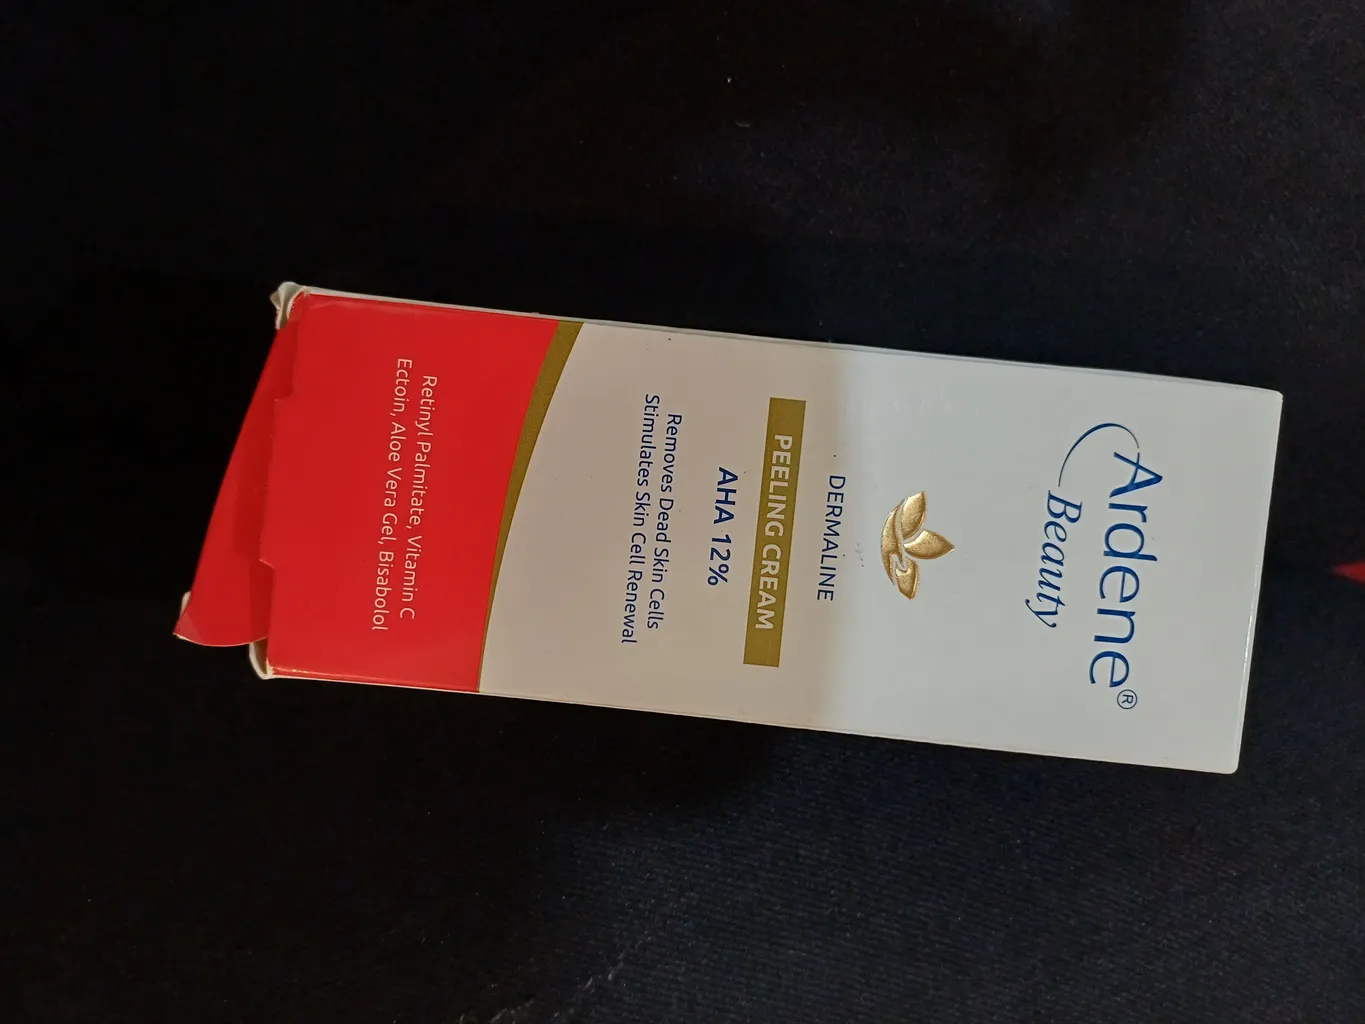 Ardene®
Beauty
DERMALINE
PEELING CREAM
AHA 12%
Removes Dead Skin Cells
Stimulates Skin Cell Renewal
Retinyl Palmitate, Vitamin C
Ectoin, Aloe Vera Gel, Bisabolol